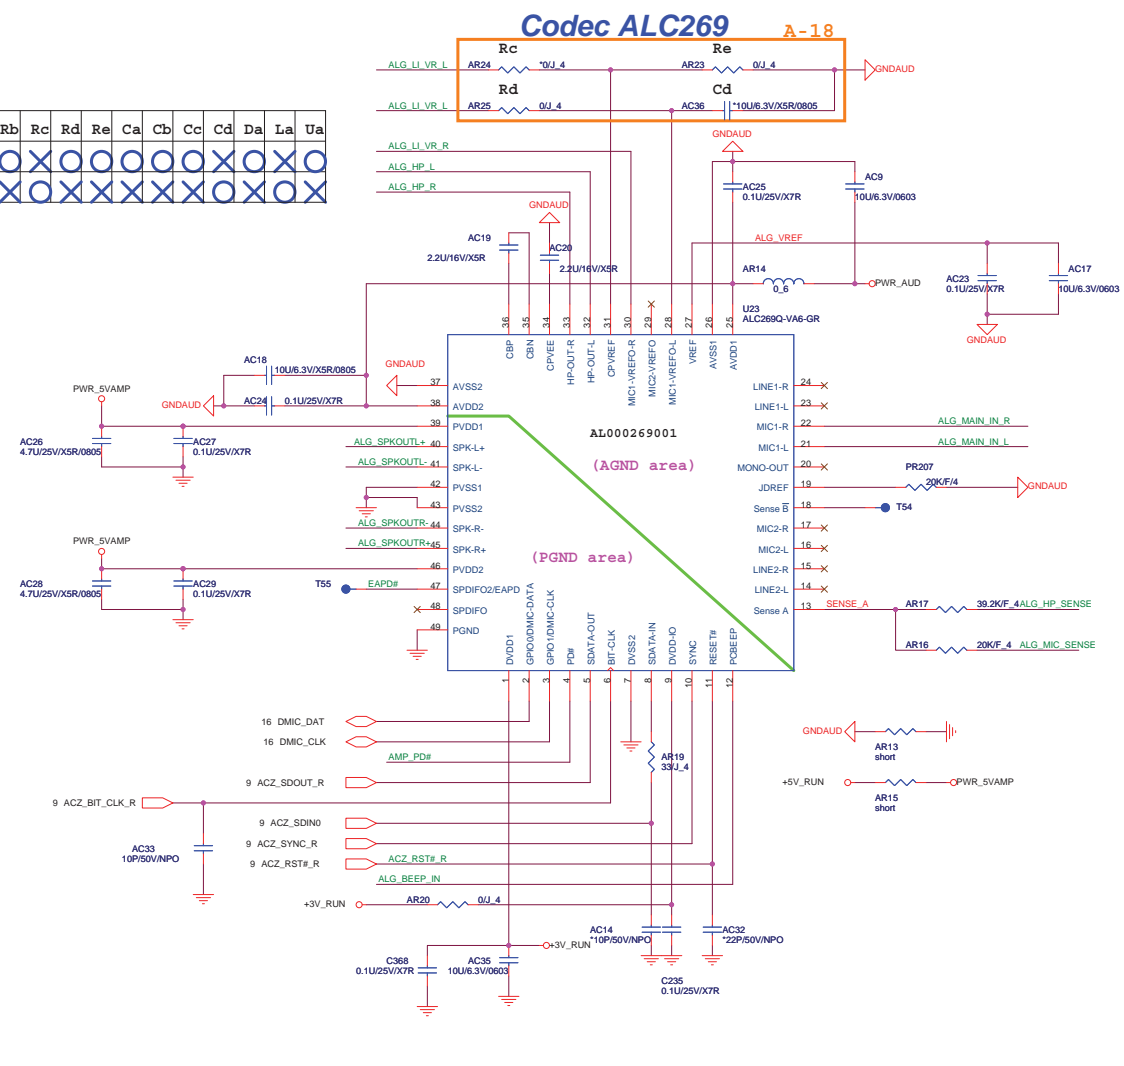 Codec ALC269
A-18
Rc
Re
ALG_LI_VR_L
AR24
*0/J_4
AR23
0/J_4
GNDAUD
Rd
Cd
ALG_LI_VR_L
AR25
0/J_4
AC36
*10U/6.3V/X5R/0805
Rb Rc Rd Re Ca Cb Cc Cd Da La Ua
GNDAUD
ALG_LI_VR_R
ALG_HP_L
ALG_HP_R
AC25
0.1U/25V/X7R
AC9
10U/6.3V/0603
GNDAUD
AC19
2.2U/16V/X5R
AC20
2.2U/16V/X5R
ALG_VREF
AR14
0_6
PWR_AUD
AC23
0.1U/25V/X7R
AC17
10U/6.3V/0603
GNDAUD
U23
ALC269Q-VA6-GR
36 35 34 33 32 31 30 29 28 27 26 25
CBP
CBN
CPVEE
HP-OUT-R
HP-OUT-L
CPVREF
MIC1-VREFO-R
MIC2-VREFO
MIC1-VREFO-L
VREF
AVSS1
AVDD1
AC18
10U/6.3V/X5R/0805
GNDAUD
PWR_5VAMP
GNDAUD
AC24
0.1U/25V/X7R
37 AVSS2
38 AVDD2
39 PVDD1
ALG_SPKOUTL+ 40 SPK-L+
ALG_SPKOUTL- 41 SPK-L-
42 PVSS1
43 PVSS2
ALG_SPKOUTR- 44 SPK-R-
ALG_SPKOUTR+ 45 SPK-R+
46 PVDD2
T55 EAPD# 47 SPDIFO2/EAPD
48 SPDIFO
49 PGND
AC26
4.7U/25V/X5R/0805
AC27
0.1U/25V/X7R
PWR_5VAMP
AC28
4.7U/25V/X5R/0805
AC29
0.1U/25V/X7R
AL000269001
(AGND area)
(PGND area)
LINE1-R 24
LINE1-L 23
MIC1-R 22 ALG_MAIN_IN_R
MIC1-L 21 ALG_MAIN_IN_L
MONO-OUT 20
JDREF 19
PR207
20K/F/4
GNDAUD
Sense B 18 T54
MIC2-R 17
MIC2-L 16
LINE2-R 15
LINE2-L 14
Sense A 13 SENSE_A
AR17
39.2K/F_4
ALG_HP_SENSE
AR16
20K/F_4
ALG_MIC_SENSE
DVDD1
GPIO0/DMIC-DATA
GPIO1/DMIC-CLK
PD#
SDATA-OUT
BIT-CLK
DVSS2
SDATA-IN
DVDD-IO
SYNC
RESET#
PCBEEP
1 2 3 4 5 6 7 8 9 10 11 12
16 DMIC_DAT
16 DMIC_CLK
AMP_PD#
9 ACZ_SDOUT_R
9 ACZ_BIT_CLK_R
9 ACZ_SDIN0
9 ACZ_SYNC_R
9 ACZ_RST#_R
ACZ_RST#_R
ALG_BEEP_IN
AR19
33/J_4
AC33
10P/50V/NPO
+3V_RUN
AR20
0/J_4
GNDAUD
AR13
short
+5V_RUN
PWR_5VAMP
AR15
short
AC14
*10P/50V/NPO
AC32
*22P/50V/NPO
+3V_RUN
C368
0.1U/25V/X7R
AC35
10U/6.3V/0603
C235
0.1U/25V/X7R